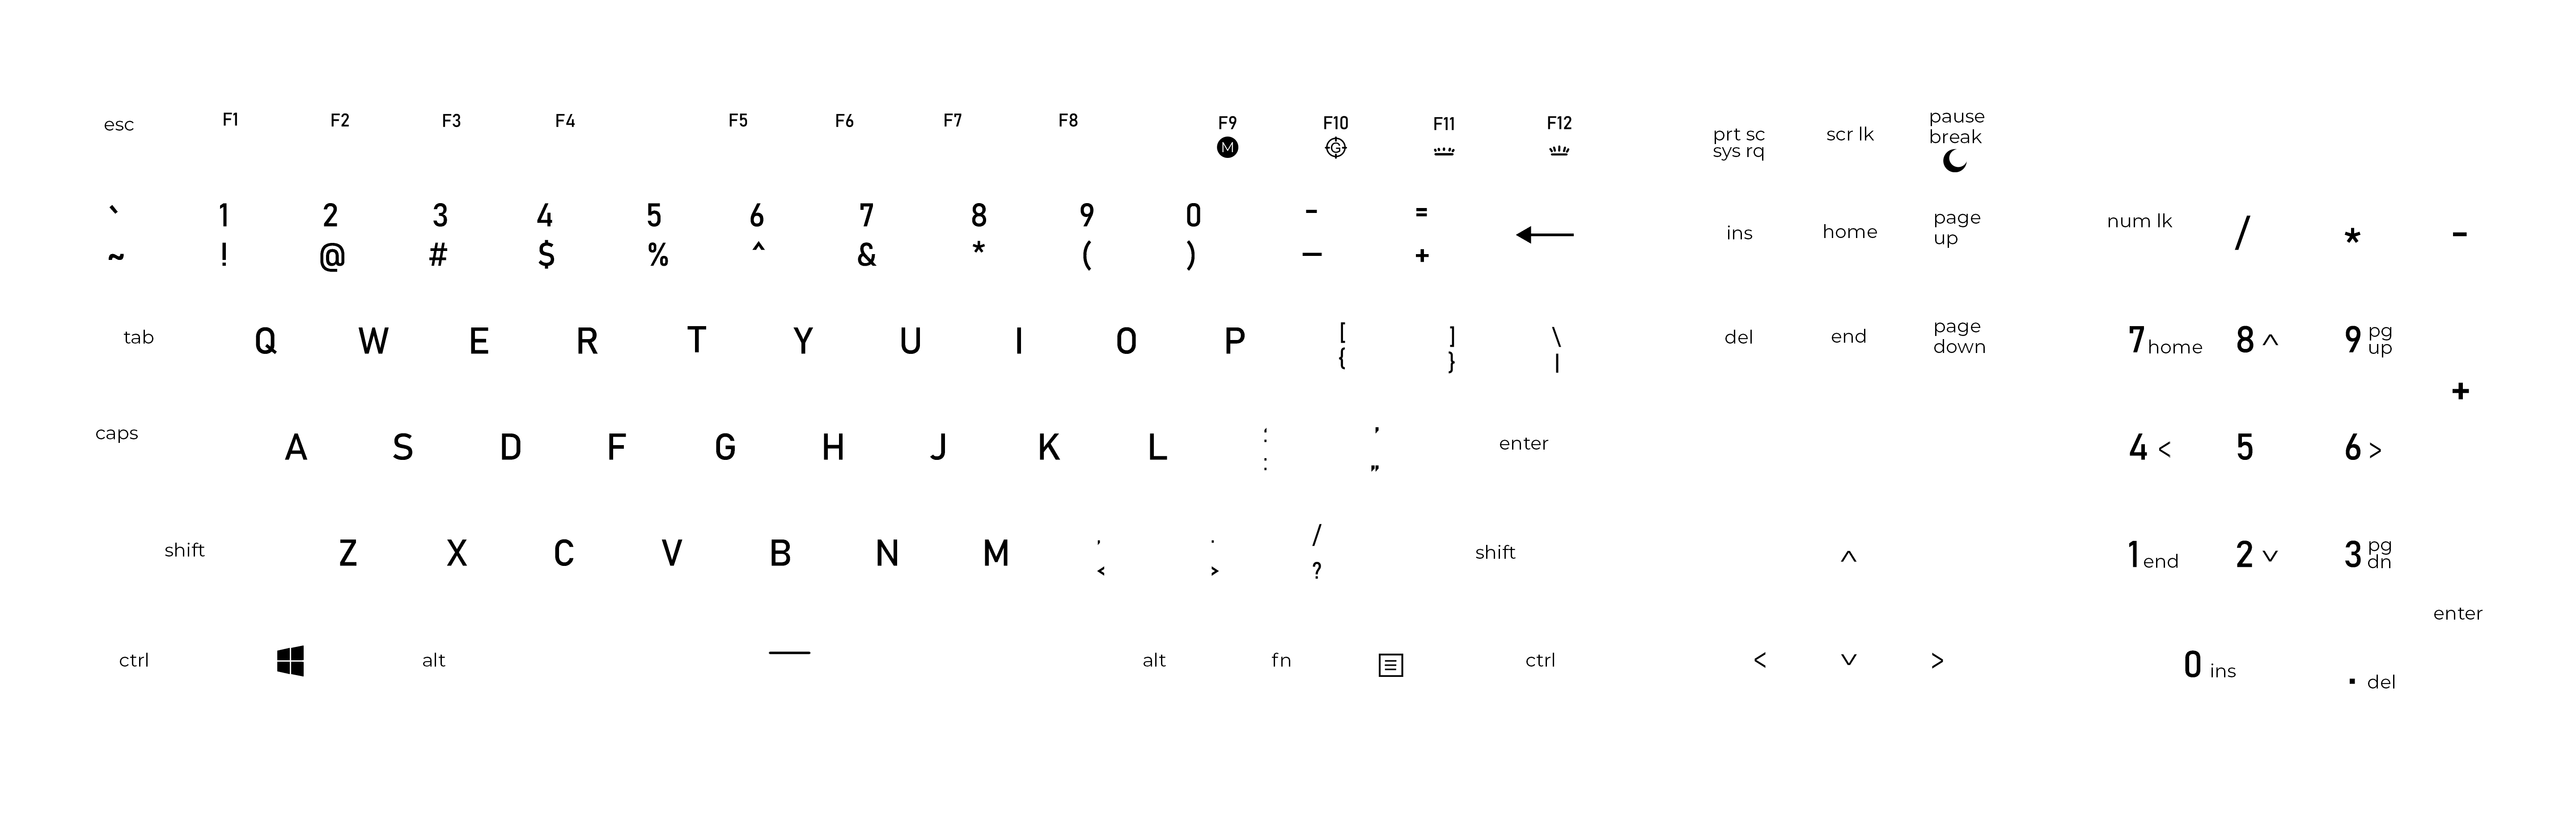 esc F1 F2 F3 F4 F5 F6 F7 F8 F9 F10 F11 F12 prt sc scr lk pause
M G sys rq break
` 1 2 3 4 5 6 7 8 9 0 - = ins home page num lk / * -
~ ! @ # $ % ^ & * ( ) — + up
tab Q W E R T Y U I O P [ ] \ del end page 7 home 8 ^ 9 pg
{ } | down up
+
caps A S D F G H J K L ; ' enter 4 < 5 6 >
: "
shift Z X C V B N M , . / shift ^ 1 end 2 v 3 pg
< > ? dn
enter
ctrl alt — alt fn ctrl < v > 0 ins . del